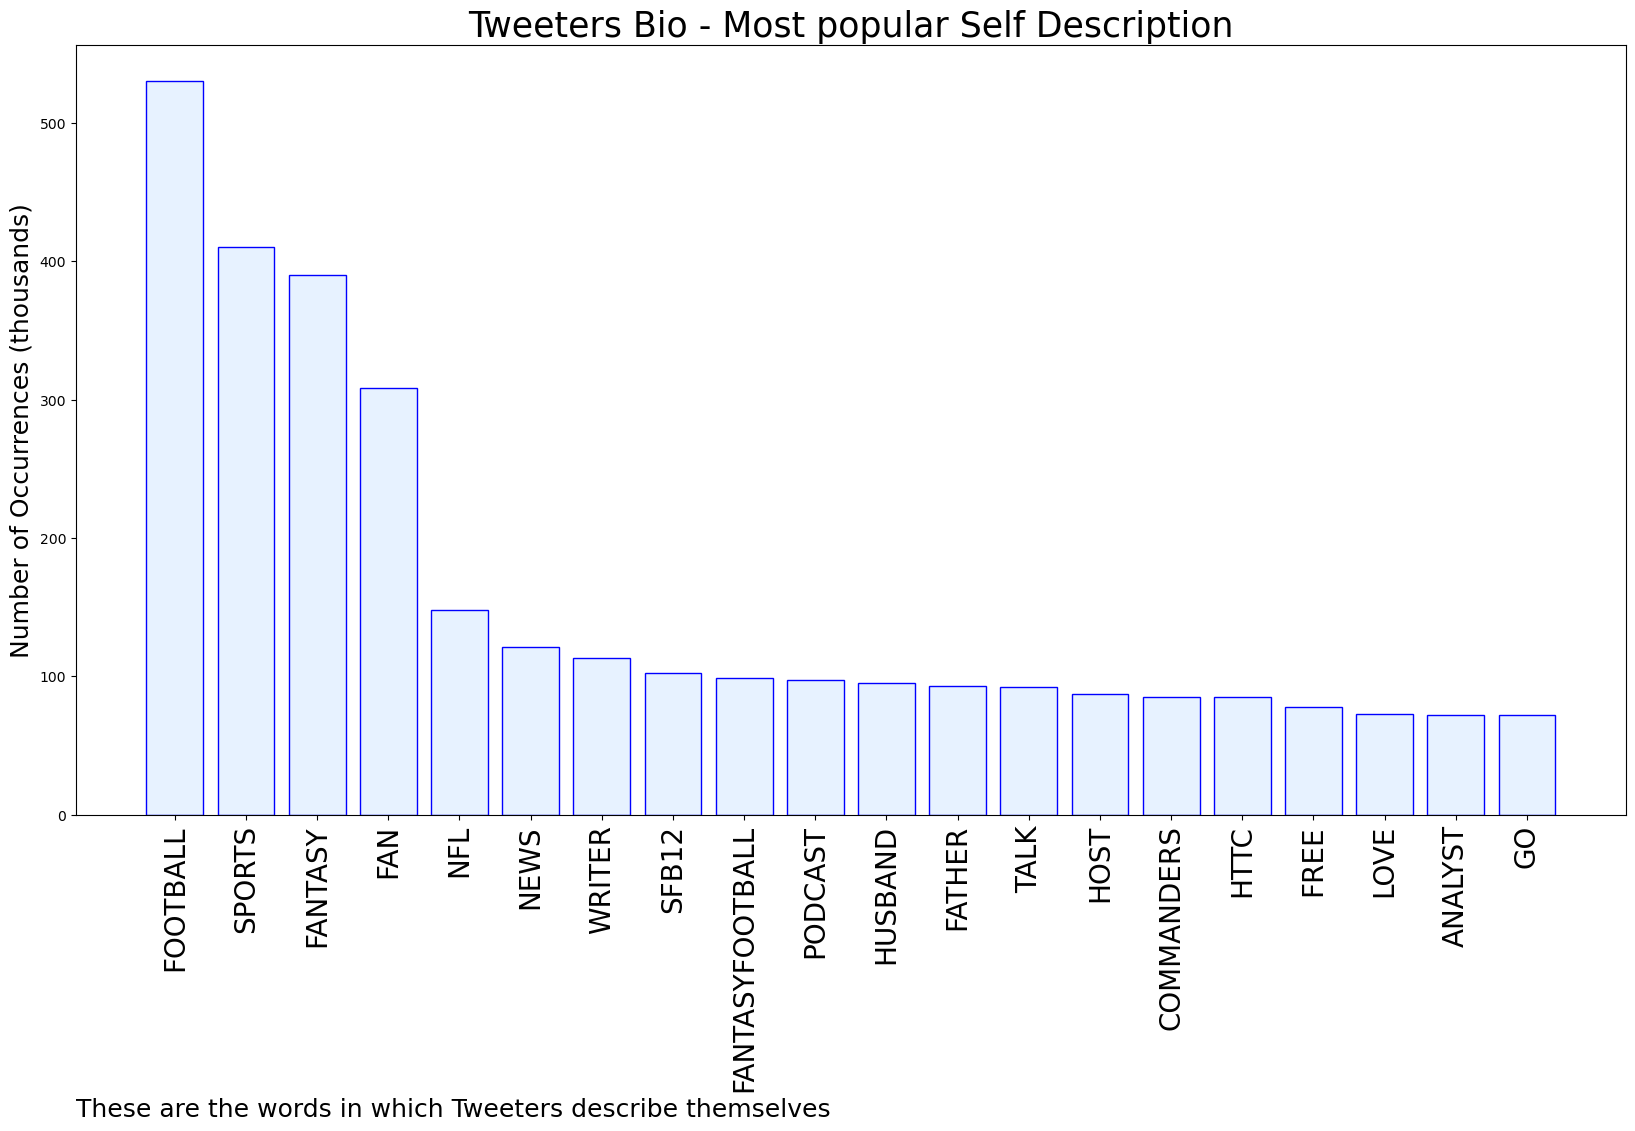 Tweeters Bio - Most popular Self Description
Number of Occurrences (thousands)
500
400
300
200
100
0
FOOTBALL
SPORTS
FANTASY
FAN
NFL
NEWS
WRITER
SFB12
FANTASYFOOTBALL
PODCAST
HUSBAND
FATHER
TALK
HOST
COMMANDERS
HTTC
FREE
LOVE
ANALYST
GO
These are the words in which Tweeters describe themselves